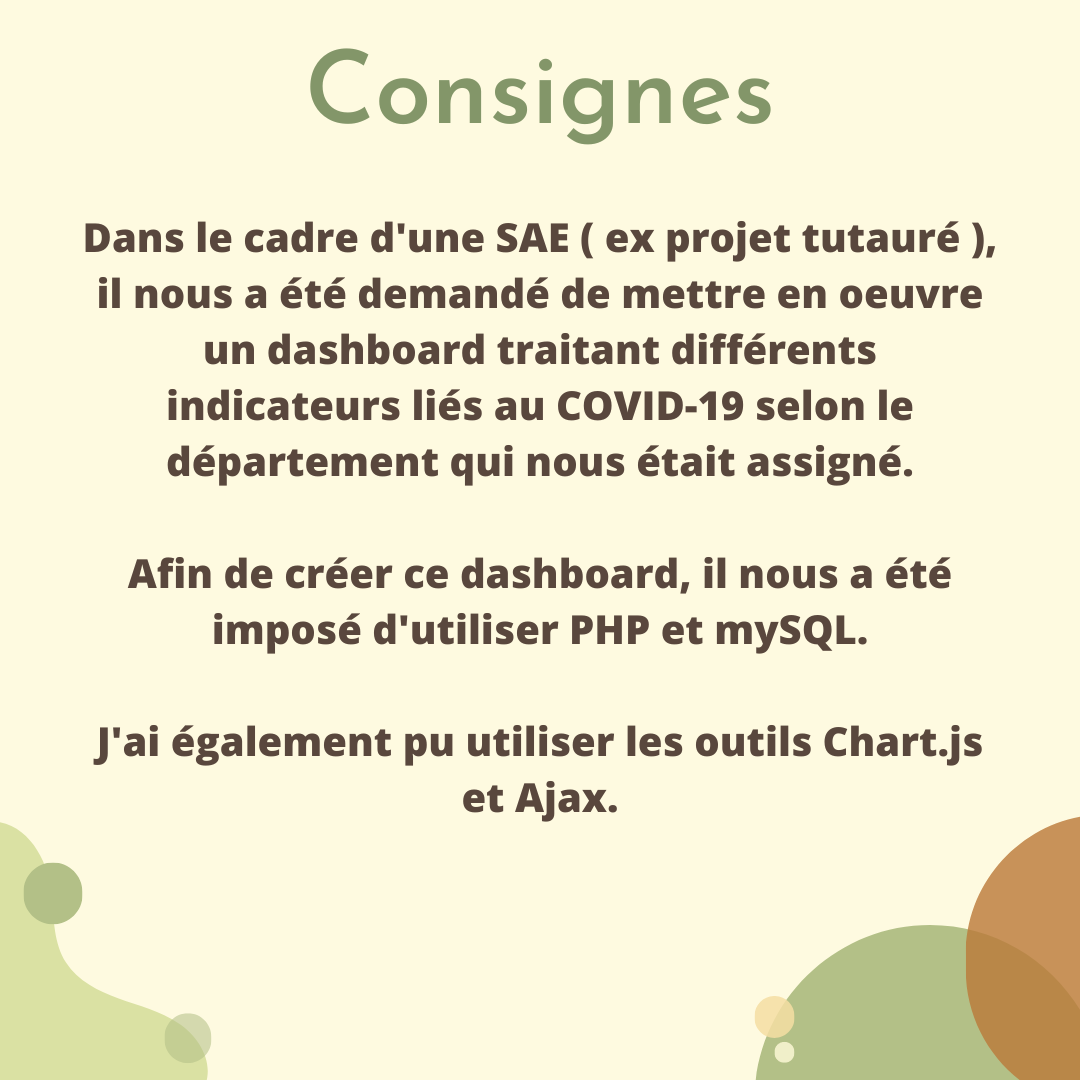 Consignes
Dans le cadre d'une SAE ( ex projet tutauré ),
il nous a été demandé de mettre en oeuvre
un dashboard traitant différents
indicateurs liés au COVID-19 selon le
département qui nous était assigné.
Afin de créer ce dashboard, il nous a été
imposé d'utiliser PHP et mySQL.
J'ai également pu utiliser les outils Chart.js
et Ajax.